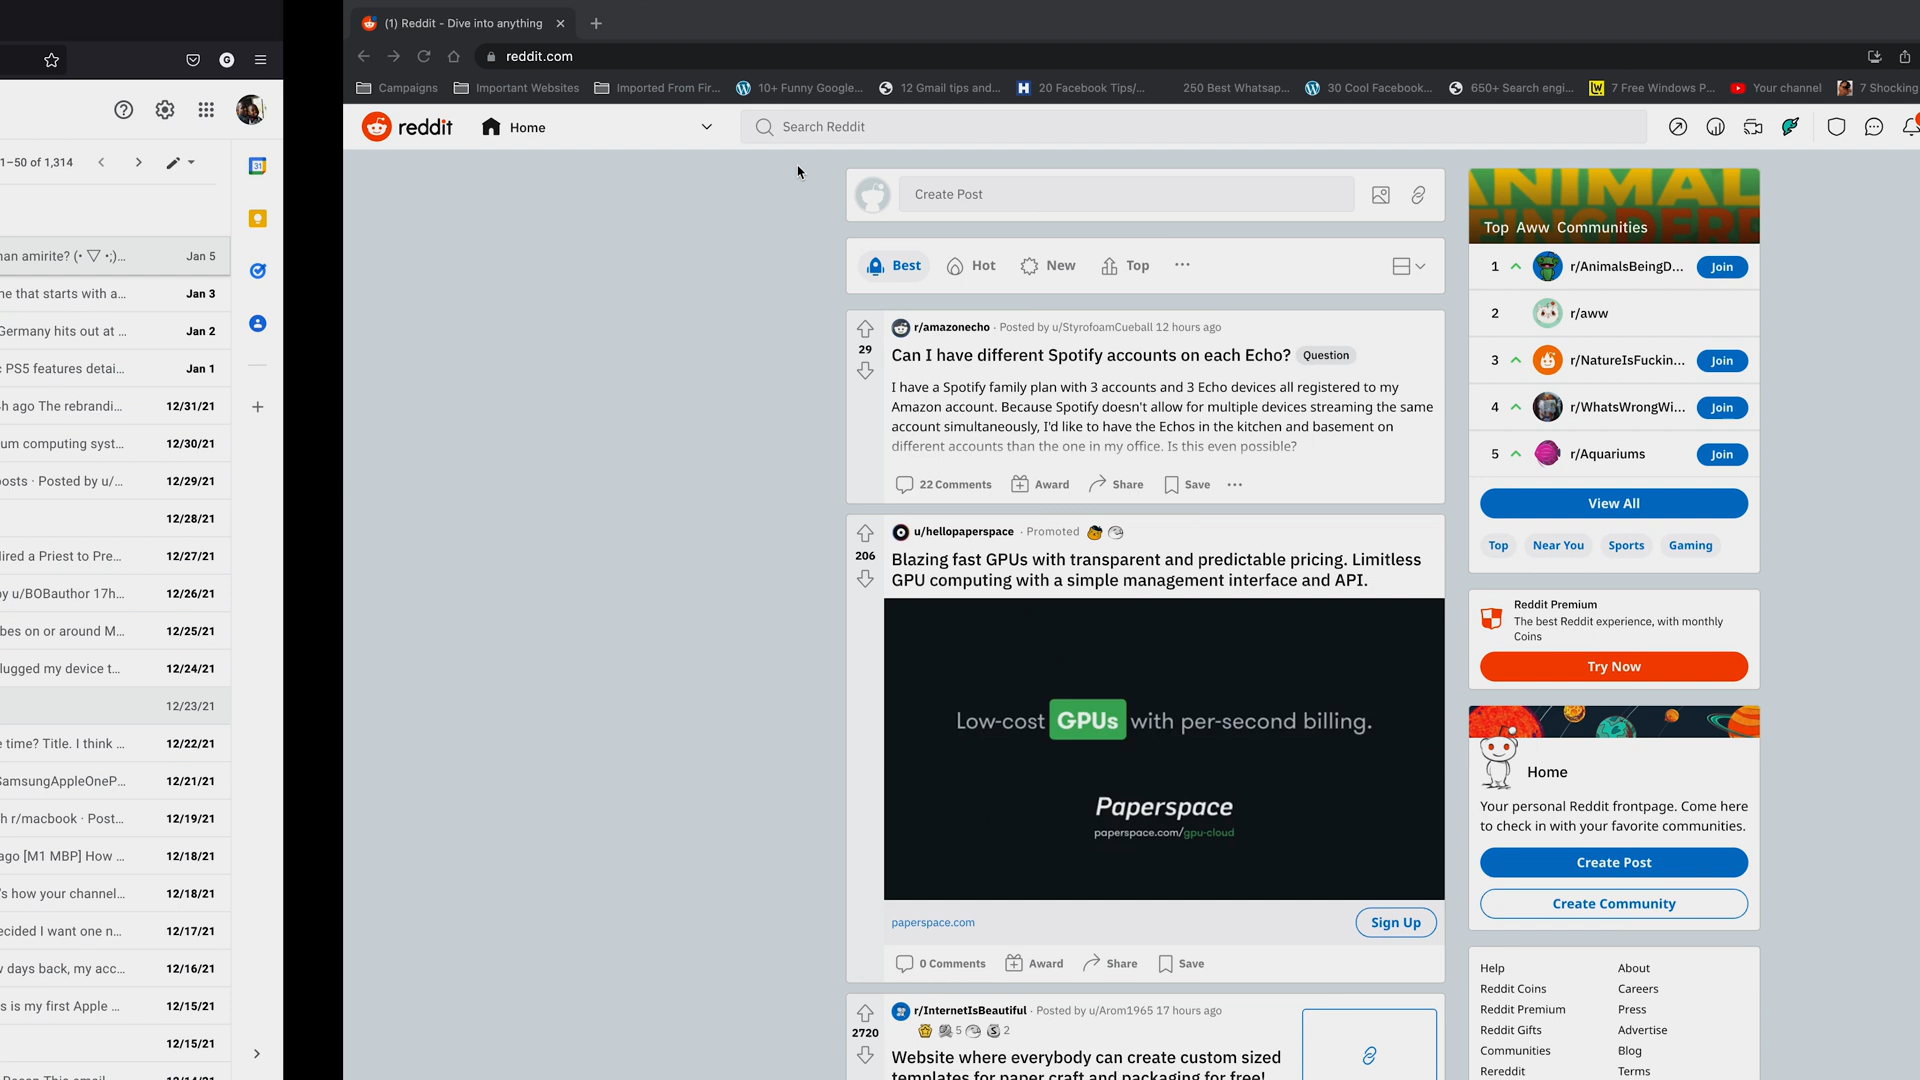 1–50 of 1,314
an amirite? (· ▽ ·;)... Jan 5
ne that starts with a... Jan 3
Germany hits out at ... Jan 2
PS5 features detai... Jan 1
h ago The rebrandi... 12/31/21
um computing syst... 12/30/21
osts · Posted by u/... 12/29/21
12/28/21
ired a Priest to Pre... 12/27/21
by u/BOBauthor 17h... 12/26/21
bes on or around M... 12/25/21
lugged my device t... 12/24/21
12/23/21
e time? Title. I think ... 12/22/21
SamsungAppleOneP... 12/21/21
h r/macbook · Post... 12/19/21
ago [M1 MBP] How ... 12/18/21
's how your channel... 12/18/21
ecided I want one n... 12/17/21
days back, my acc... 12/16/21
s is my first Apple ... 12/15/21
12/15/21
31
(1) Reddit - Dive into anything
reddit.com
Campaigns Important Websites Imported From Fir... 10+ Funny Google... 12 Gmail tips and... 20 Facebook Tips/... 250 Best Whatsap... 30 Cool Facebook... 650+ Search engi... 7 Free Windows P... Your channel 7 Shocking
reddit Home Search Reddit
Create Post
Best Hot New Top ...
r/amazonecho · Posted by u/StyrofoamCueball 12 hours ago
29
Can I have different Spotify accounts on each Echo? Question
I have a Spotify family plan with 3 accounts and 3 Echo devices all registered to my
Amazon account. Because Spotify doesn't allow for multiple devices streaming the same
account simultaneously, I'd like to have the Echos in the kitchen and basement on
different accounts than the one in my office. Is this even possible?
22 Comments Award Share Save ...
u/hellopaperspace · Promoted
206
Blazing fast GPUs with transparent and predictable pricing. Limitless
GPU computing with a simple management interface and API.
Low-cost GPUs with per-second billing.
Paperspace
paperspace.com/gpu-cloud
paperspace.com Sign Up
0 Comments Award Share Save
r/InternetIsBeautiful · Posted by u/Arom1965 17 hours ago
5 2
2720
Website where everybody can create custom sized
templates for paper craft and packaging for free!
Top Aww Communities
1 r/AnimalsBeingD... Join
2 r/aww
3 r/NatureIsFuckin... Join
4 r/WhatsWrongWi... Join
5 r/Aquariums Join
View All
Top Near You Sports Gaming
Reddit Premium
The best Reddit experience, with monthly
Coins
Try Now
Home
Your personal Reddit frontpage. Come here
to check in with your favorite communities.
Create Post
Create Community
Help About
Reddit Coins Careers
Reddit Premium Press
Reddit Gifts Advertise
Communities Blog
Rereddit Terms